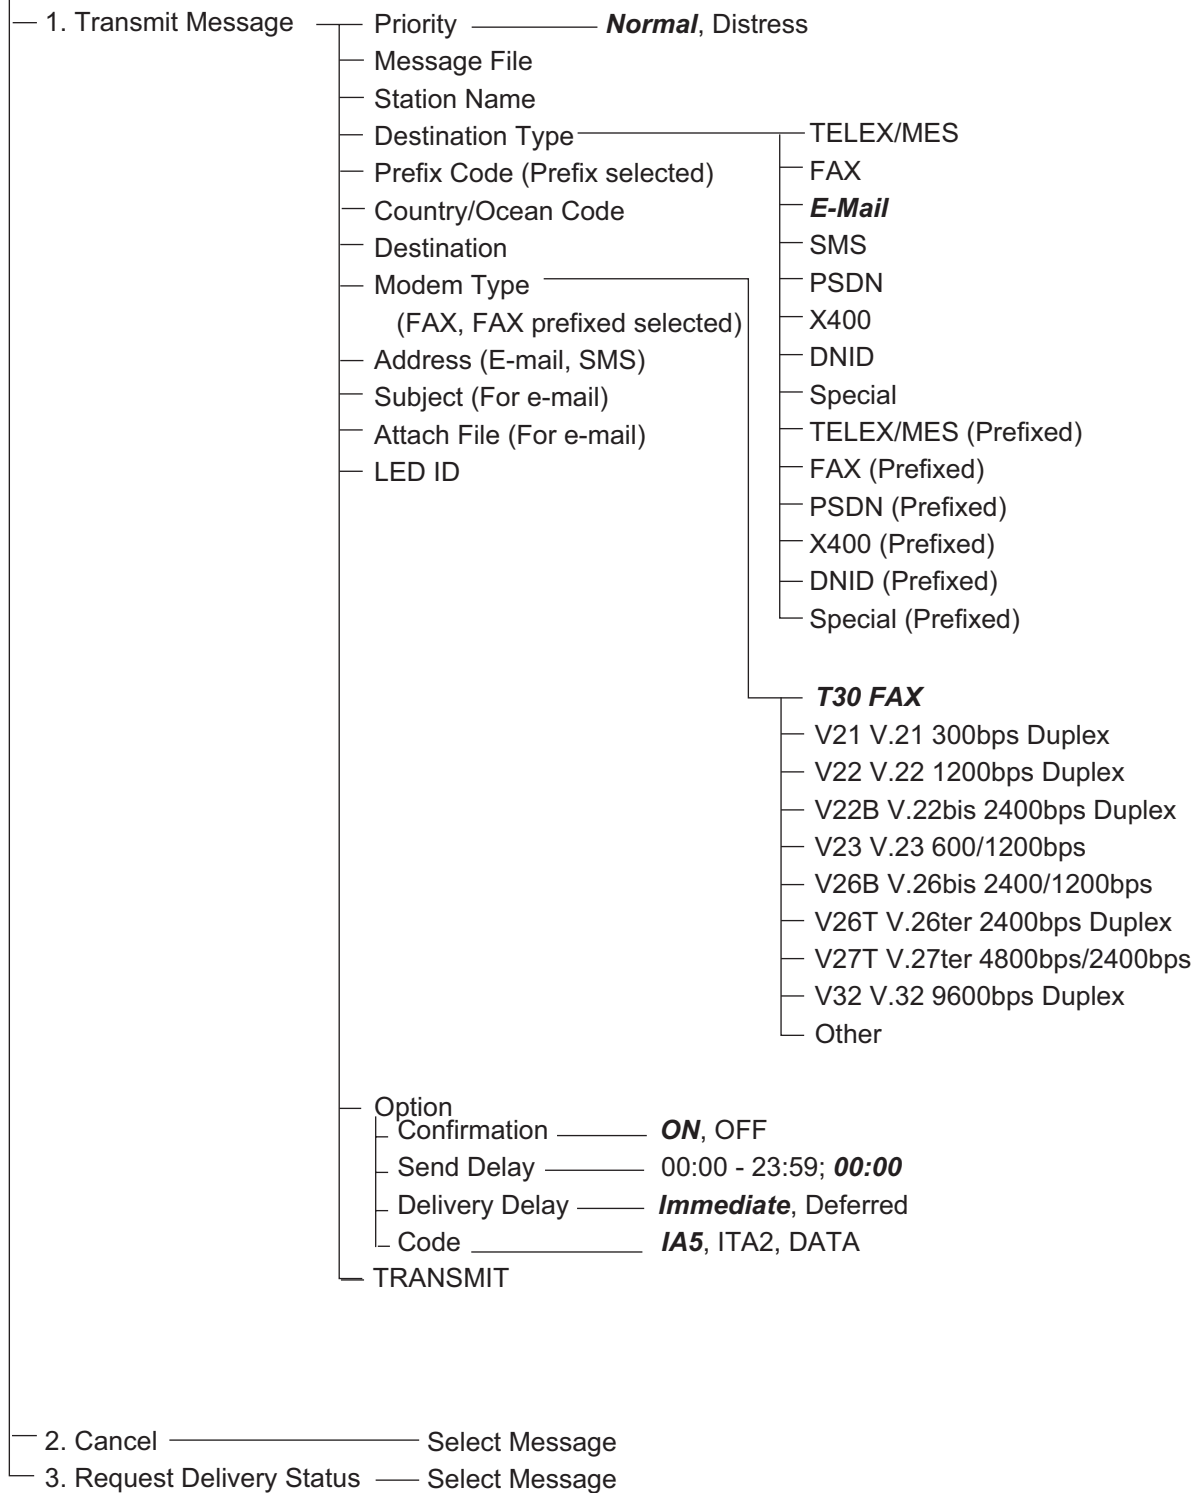 1. Transmit Message
Priority
Normal, Distress
Message File
Station Name
Destination Type
Prefix Code (Prefix selected)
Country/Ocean Code
Destination
Modem Type
(FAX, FAX prefixed selected)
Address (E-mail, SMS)
Subject (For e-mail)
Attach File (For e-mail)
LED ID
TELEX/MES
FAX
E-Mail
SMS
PSDN
X400
DNID
Special
TELEX/MES (Prefixed)
FAX (Prefixed)
PSDN (Prefixed)
X400 (Prefixed)
DNID (Prefixed)
Special (Prefixed)
T30 FAX
V21 V.21 300bps Duplex
V22 V.22 1200bps Duplex
V22B V.22bis 2400bps Duplex
V23 V.23 600/1200bps
V26B V.26bis 2400/1200bps
V26T V.26ter 2400bps Duplex
V27T V.27ter 4800bps/2400bps
V32 V.32 9600bps Duplex
Other
Option
Confirmation
ON, OFF
Send Delay
00:00 - 23:59; 00:00
Delivery Delay
Immediate, Deferred
Code
IA5, ITA2, DATA
TRANSMIT
2. Cancel
Select Message
3. Request Delivery Status
Select Message